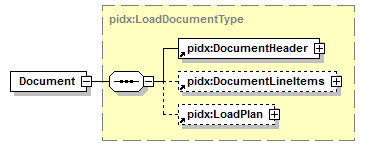 pidx:LoadDocumentType
pidx:DocumentHeader
Document
pidx:DocumentLineItems
pidx:LoadPlan